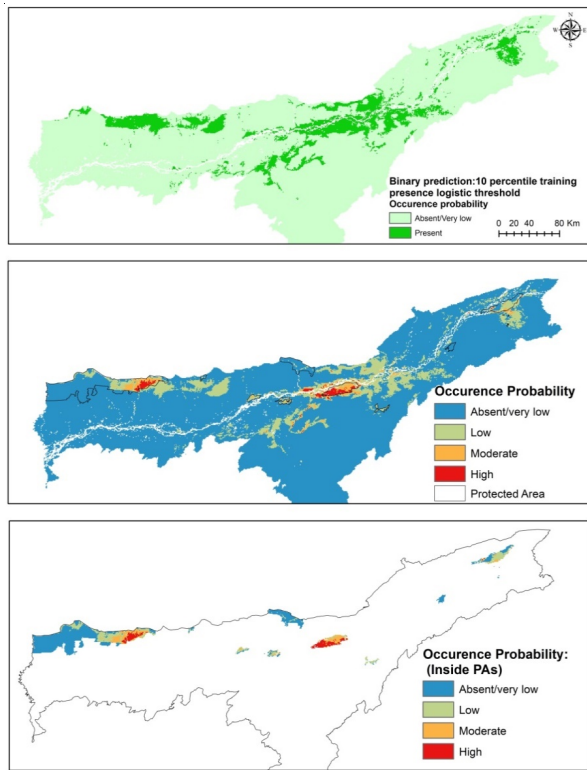 N
W E
S
Binary prediction:10 percentile training
presence logistic threshold
Occurence probability
Absent/Very low
Present
0 20 40 80 Km
Occurence Probability
Absent/very low
Low
Moderate
High
Protected Area
Occurence Probability:
(Inside PAs)
Absent/very low
Low
Moderate
High